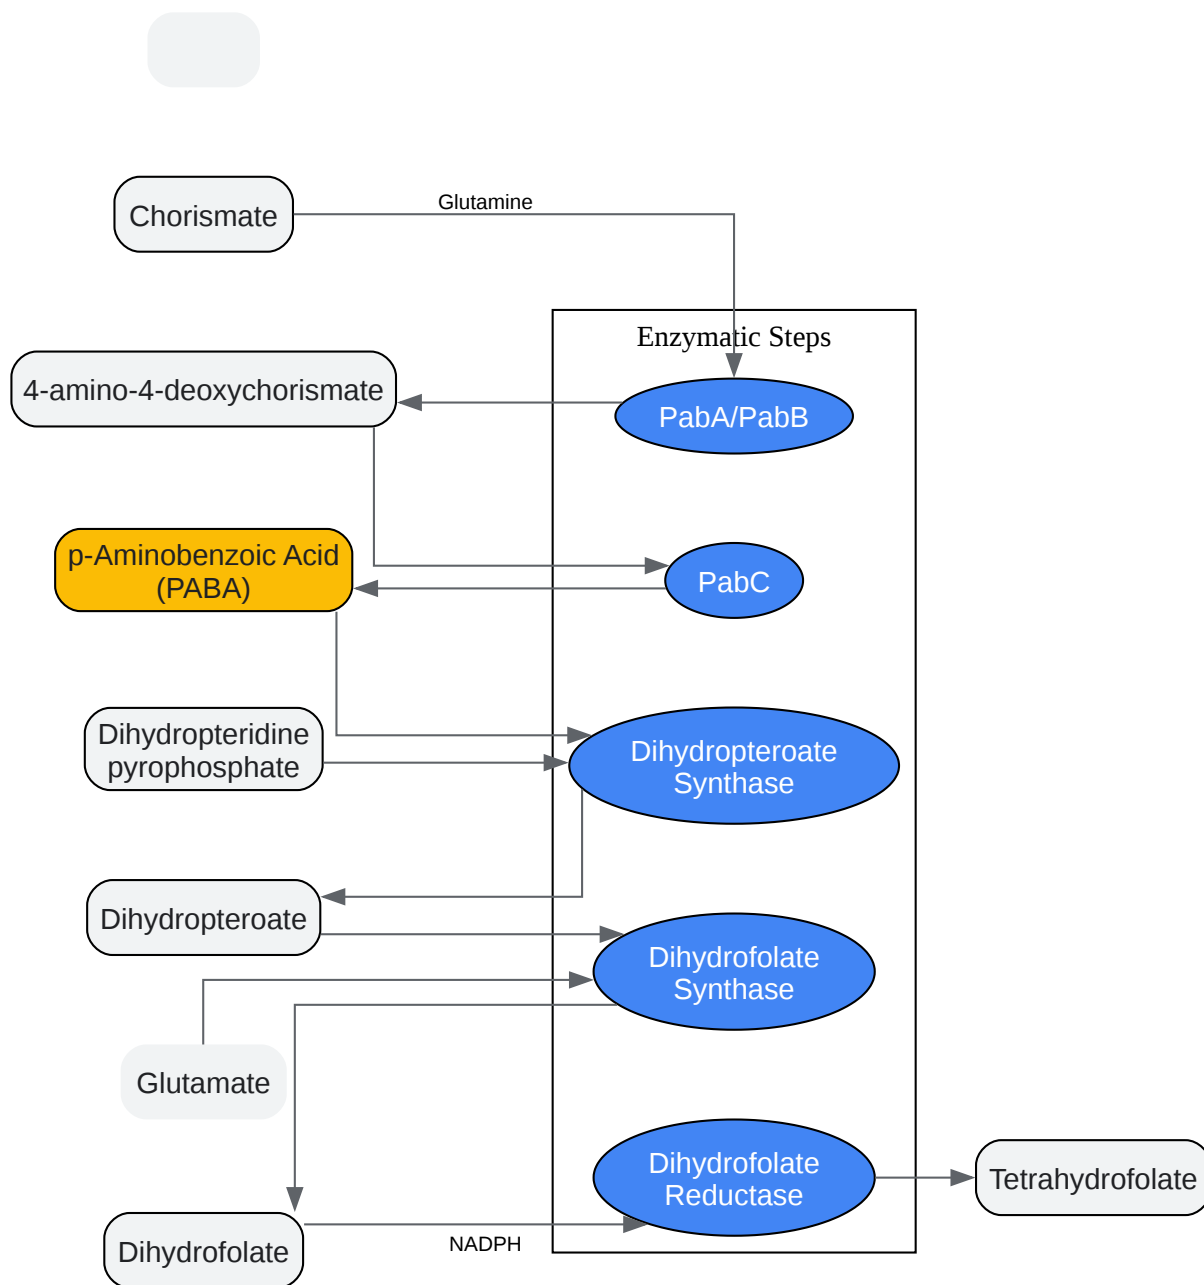 Chorismate
Glutamine
Enzymatic Steps
4-amino-4-deoxychorismate
PabA/PabB
p-Aminobenzoic Acid
(PABA)
PabC
Dihydropteridine
pyrophosphate
Dihydropteroate
Synthase
Dihydropteroate
Dihydrofolate
Synthase
Glutamate
Dihydrofolate
Reductase
Tetrahydrofolate
Dihydrofolate
NADPH